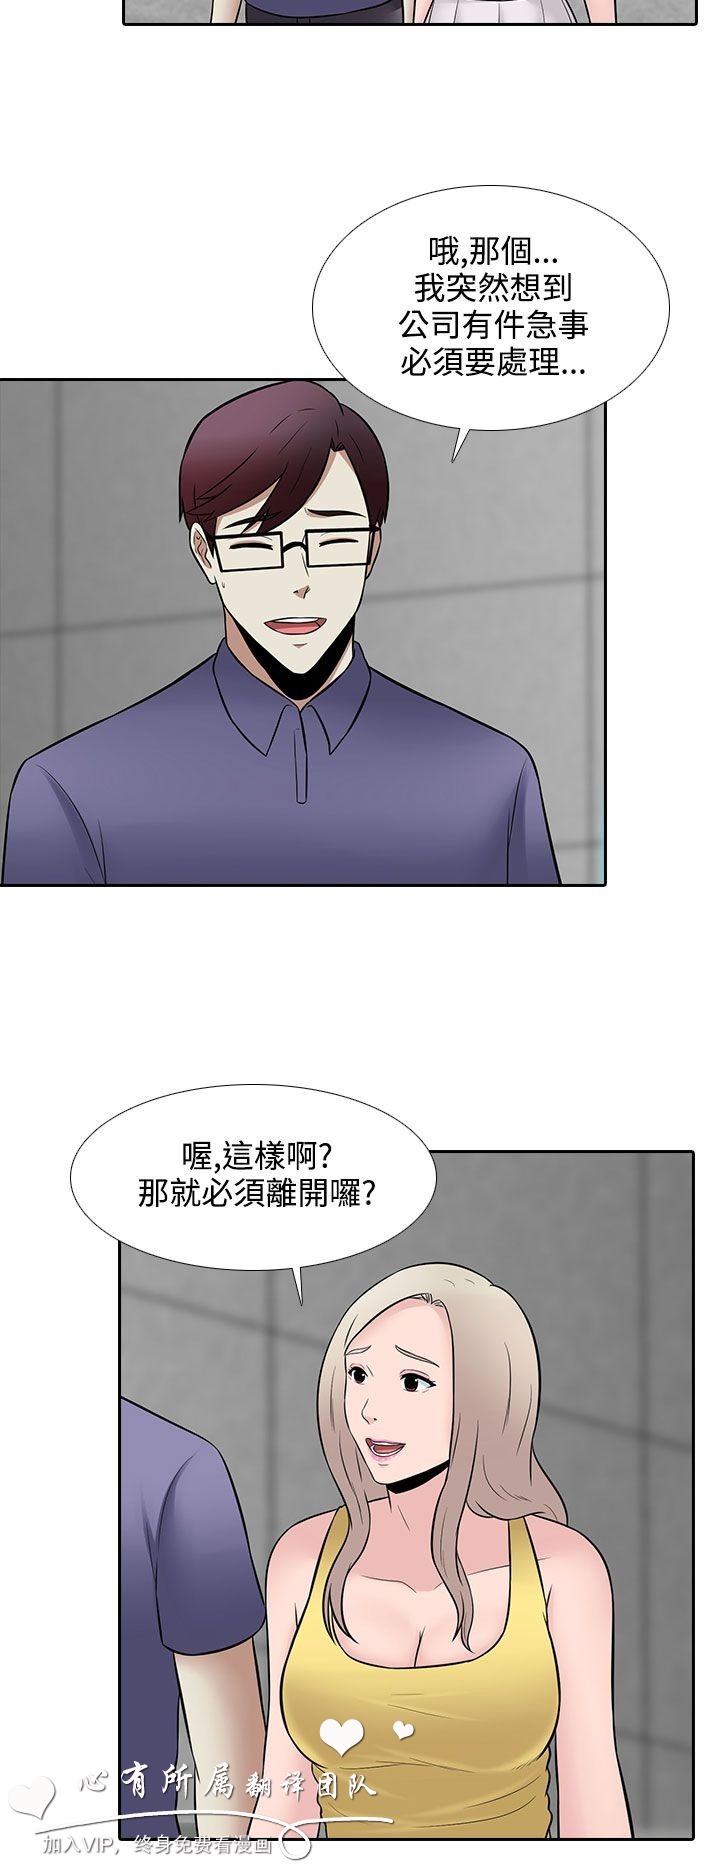 哦,那個...
我突然想到
公司有件急事
必須要處理...
喔,這樣啊?
那就必須離開囉?
心有所属翻译团队
加入VIP，终身免费看漫画